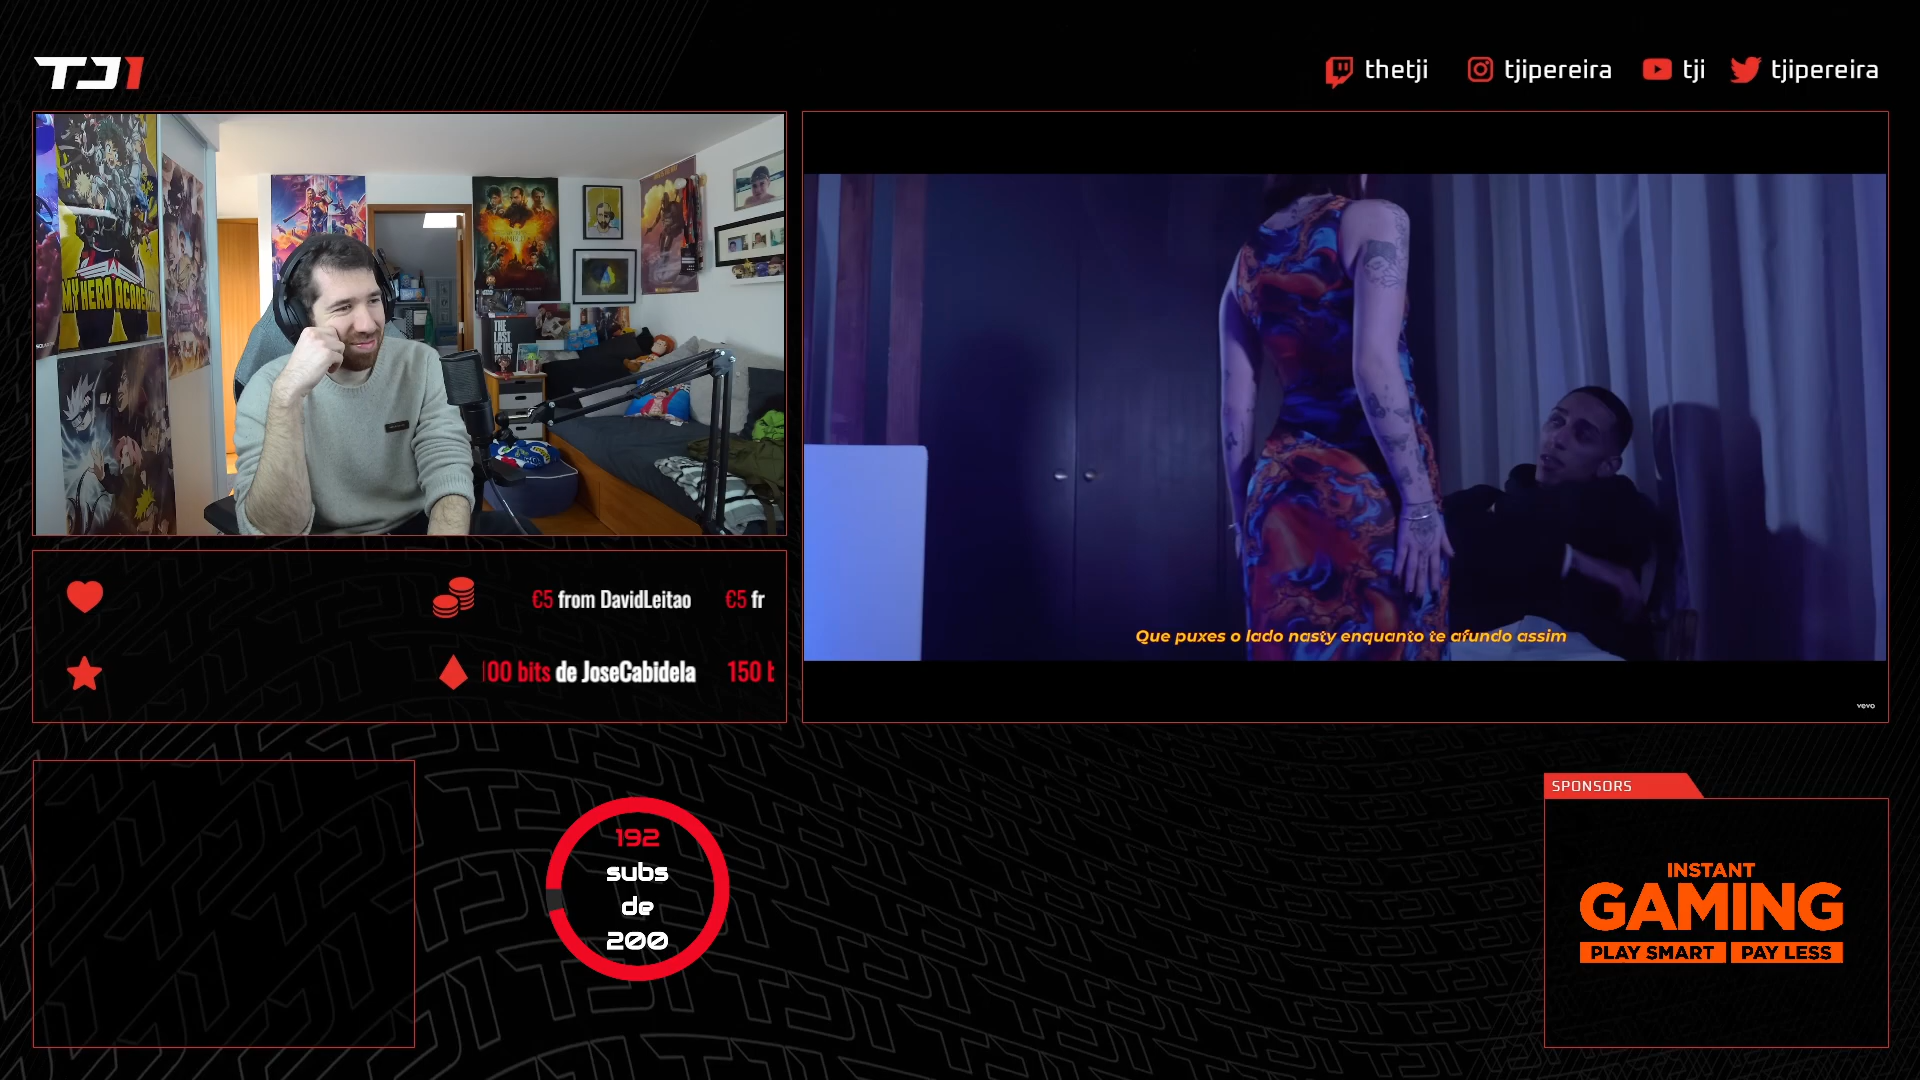 TJI
thetji
tjipereira
tji
tjipereira
MY HERO ACADEMIA
THE
LAST
OF US
€5 from DavidLeitao €5 fr
100 bits de JoseCabidela 150 b
Que puxes o lado nasty enquanto te afundo assim
vevo
192
subs
de
200
SPONSORS
INSTANT
GAMING
PLAY SMART PAY LESS